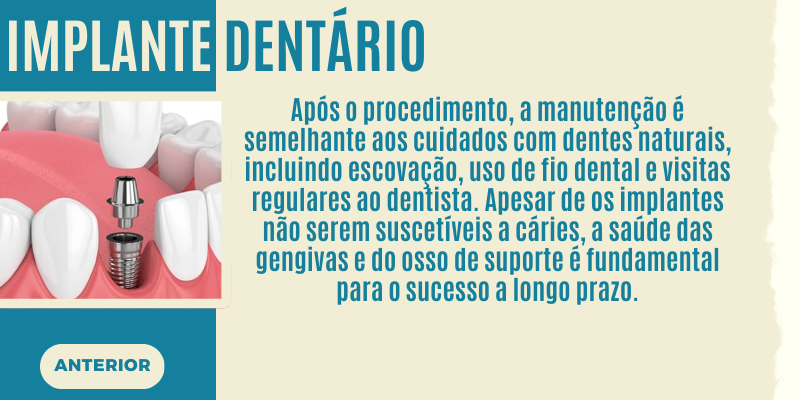 IMPLANTE DENTÁRIO
Após o procedimento, a manutenção é
semelhante aos cuidados com dentes naturais,
incluindo escovação, uso de fio dental e visitas
regulares ao dentista. Apesar de os implantes
não serem suscetíveis a cáries, a saúde das
gengivas e do osso de suporte é fundamental
para o sucesso a longo prazo.
ANTERIOR